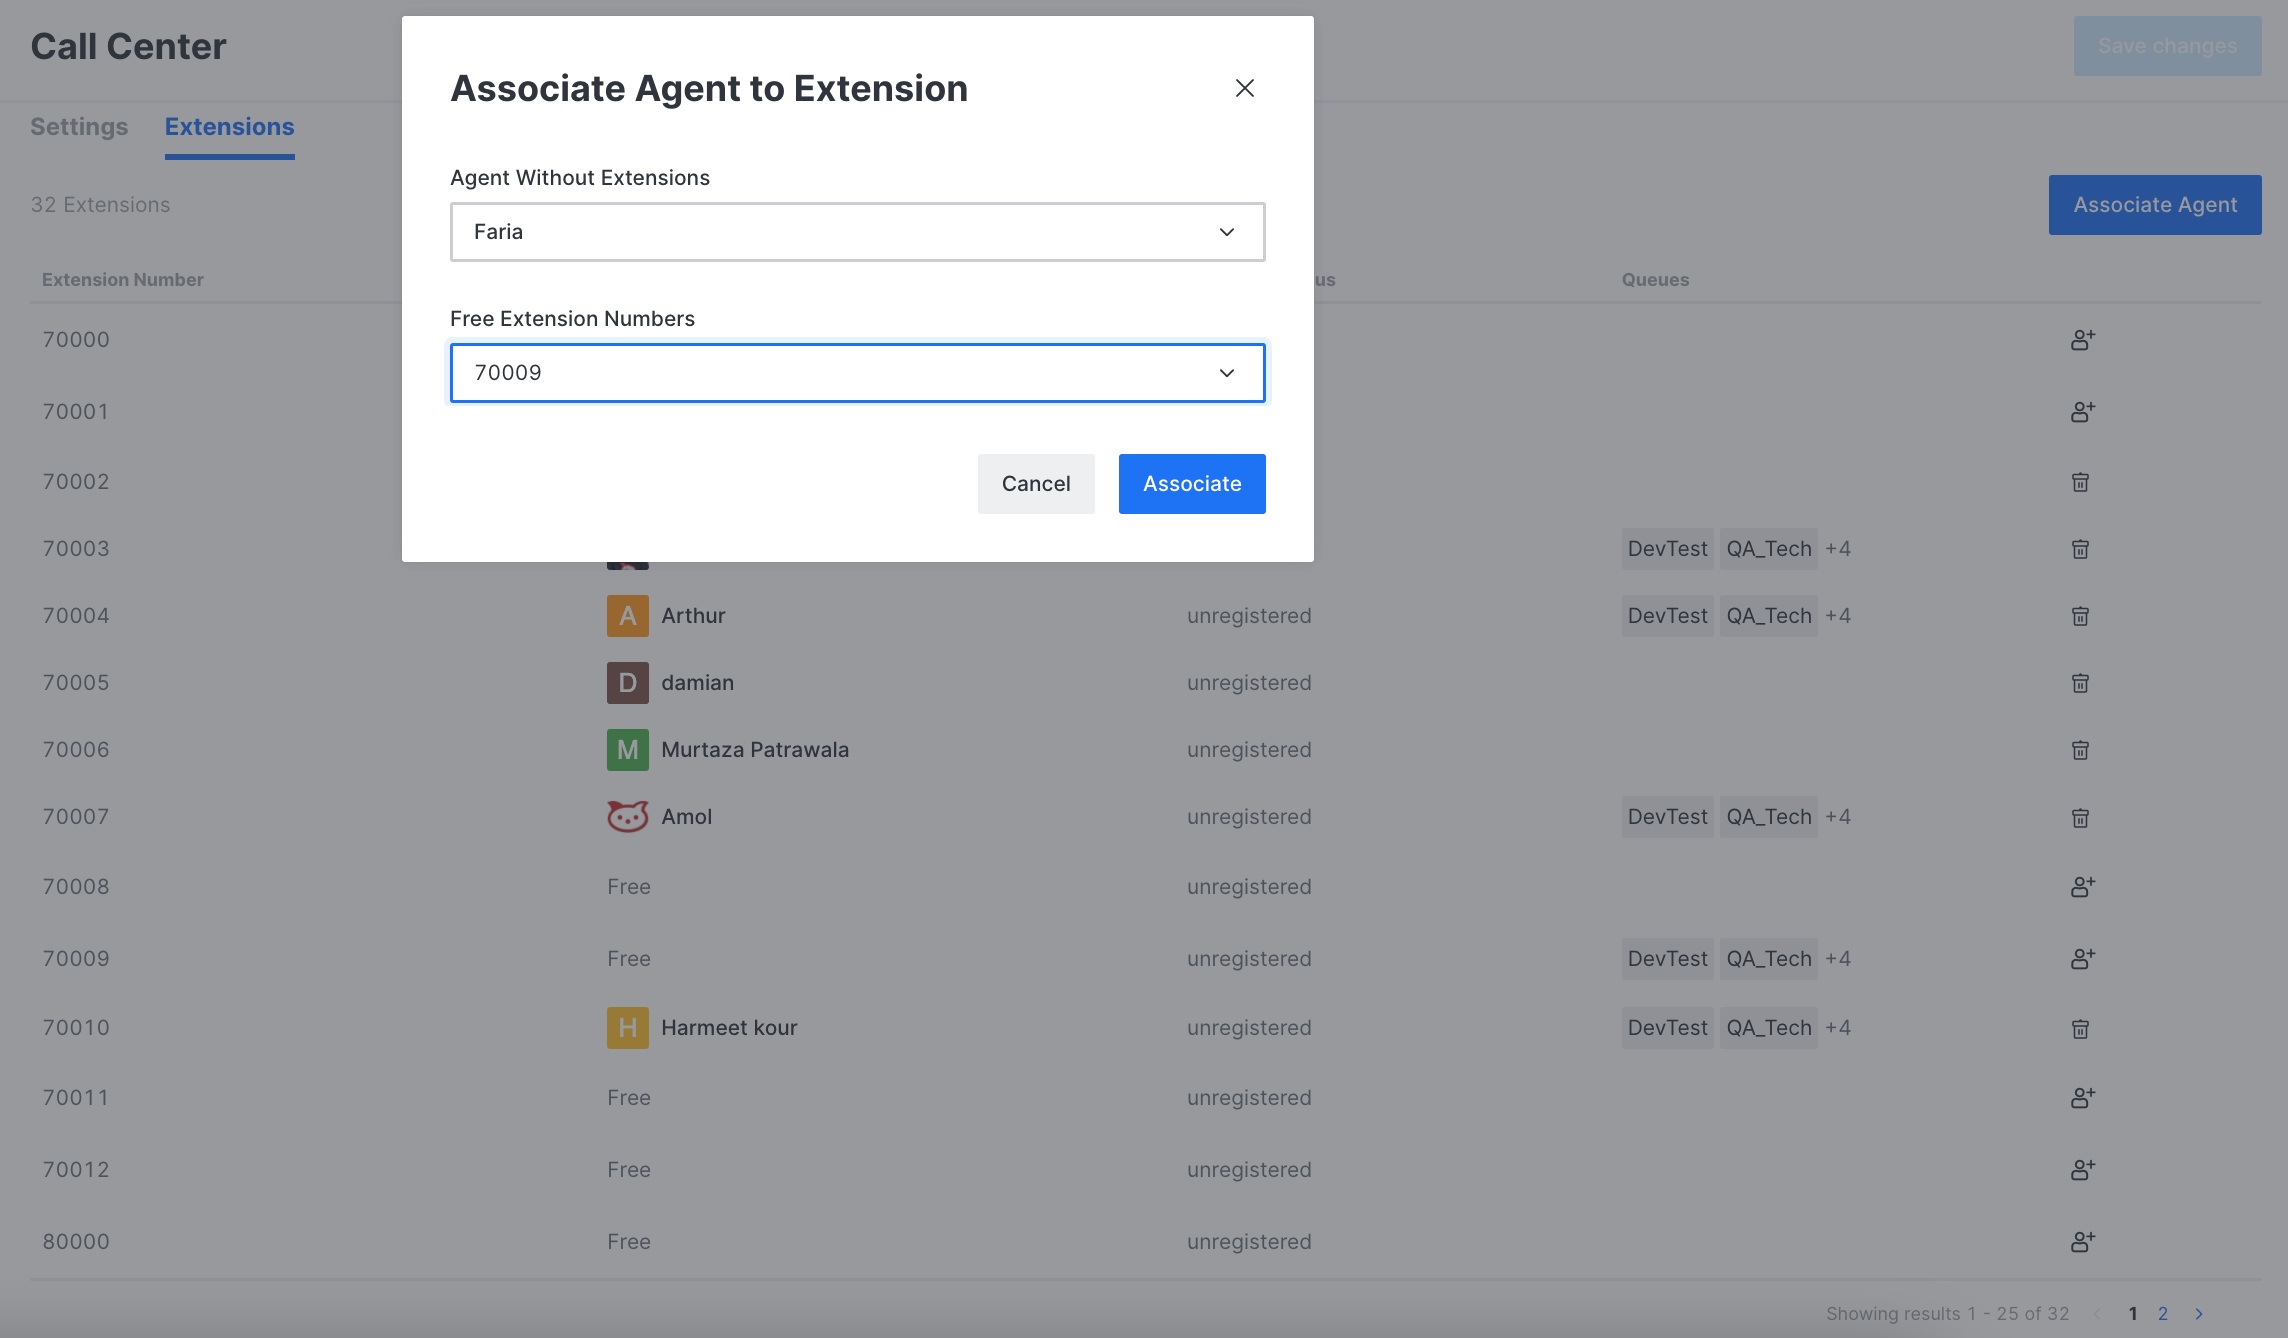 Call Center
Save changes
Associate Agent to Extension
Settings Extensions
Agent Without Extensions
32 Extensions
Associate Agent
Faria
Extension Number
us Queues
Free Extension Numbers
70000
70009
70001
70002
Cancel Associate
70003 DevTest QA_Tech +4
70004 A Arthur unregistered DevTest QA_Tech +4
70005 D damian unregistered
70006 M Murtaza Patrawala unregistered
70007 Amol unregistered DevTest QA_Tech +4
70008 Free unregistered
70009 Free unregistered DevTest QA_Tech +4
70010 H Harmeet kour unregistered DevTest QA_Tech +4
70011 Free unregistered
70012 Free unregistered
80000 Free unregistered
Showing results 1 - 25 of 32 1 2